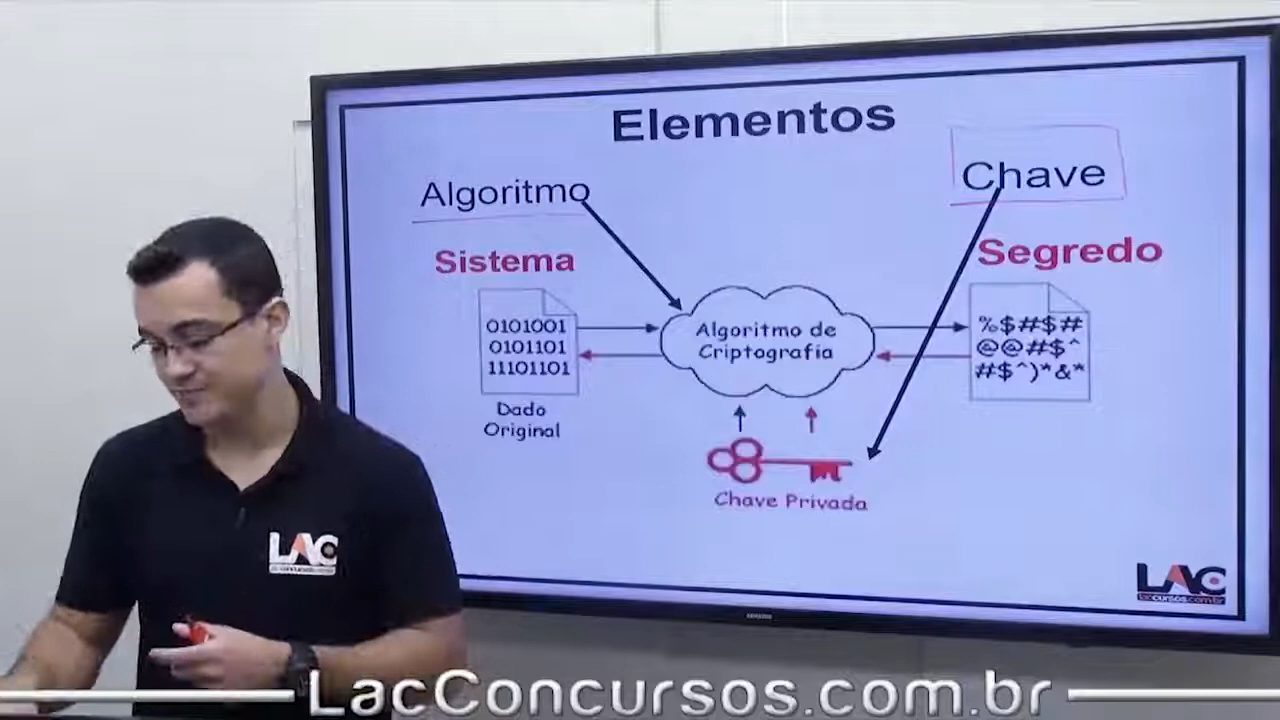 Elementos
Algoritmo
Chave
Sistema
Segredo
0101001
0101101
11101101
Algoritmo de
Criptografia
%$#$#
@@#$^
#$^)*&*
Dado
Original
Chave Privada
LAC
LAC
LacConcursos.com.br